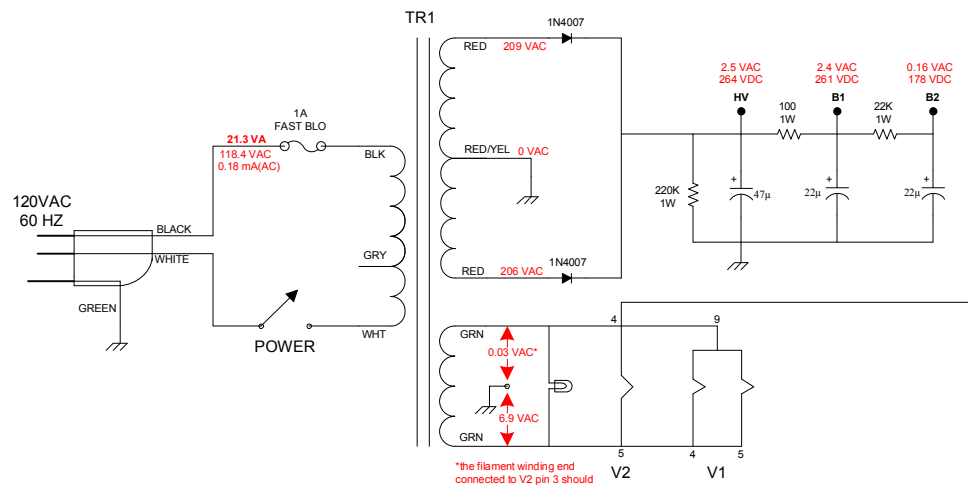 TR1
1N4007
RED
209 VAC
2.5 VAC
264 VDC
HV
2.4 VAC
261 VDC
B1
0.16 VAC
178 VDC
B2
100
1W
22K
1W
1A
FAST BLO
21.3 VA
118.4 VAC
0.18 mA(AC)
BLK
RED/YEL
0 VAC
220K
1W
47µ
22µ
22µ
120VAC
60 HZ
BLACK
WHITE
GREEN
GRY
RED
206 VAC
1N4007
WHT
POWER
GRN
0.03 VAC*
6.9 VAC
GRN
4
9
5
4
5
V2
V1
*the filament winding end
connected to V2 pin 3 should